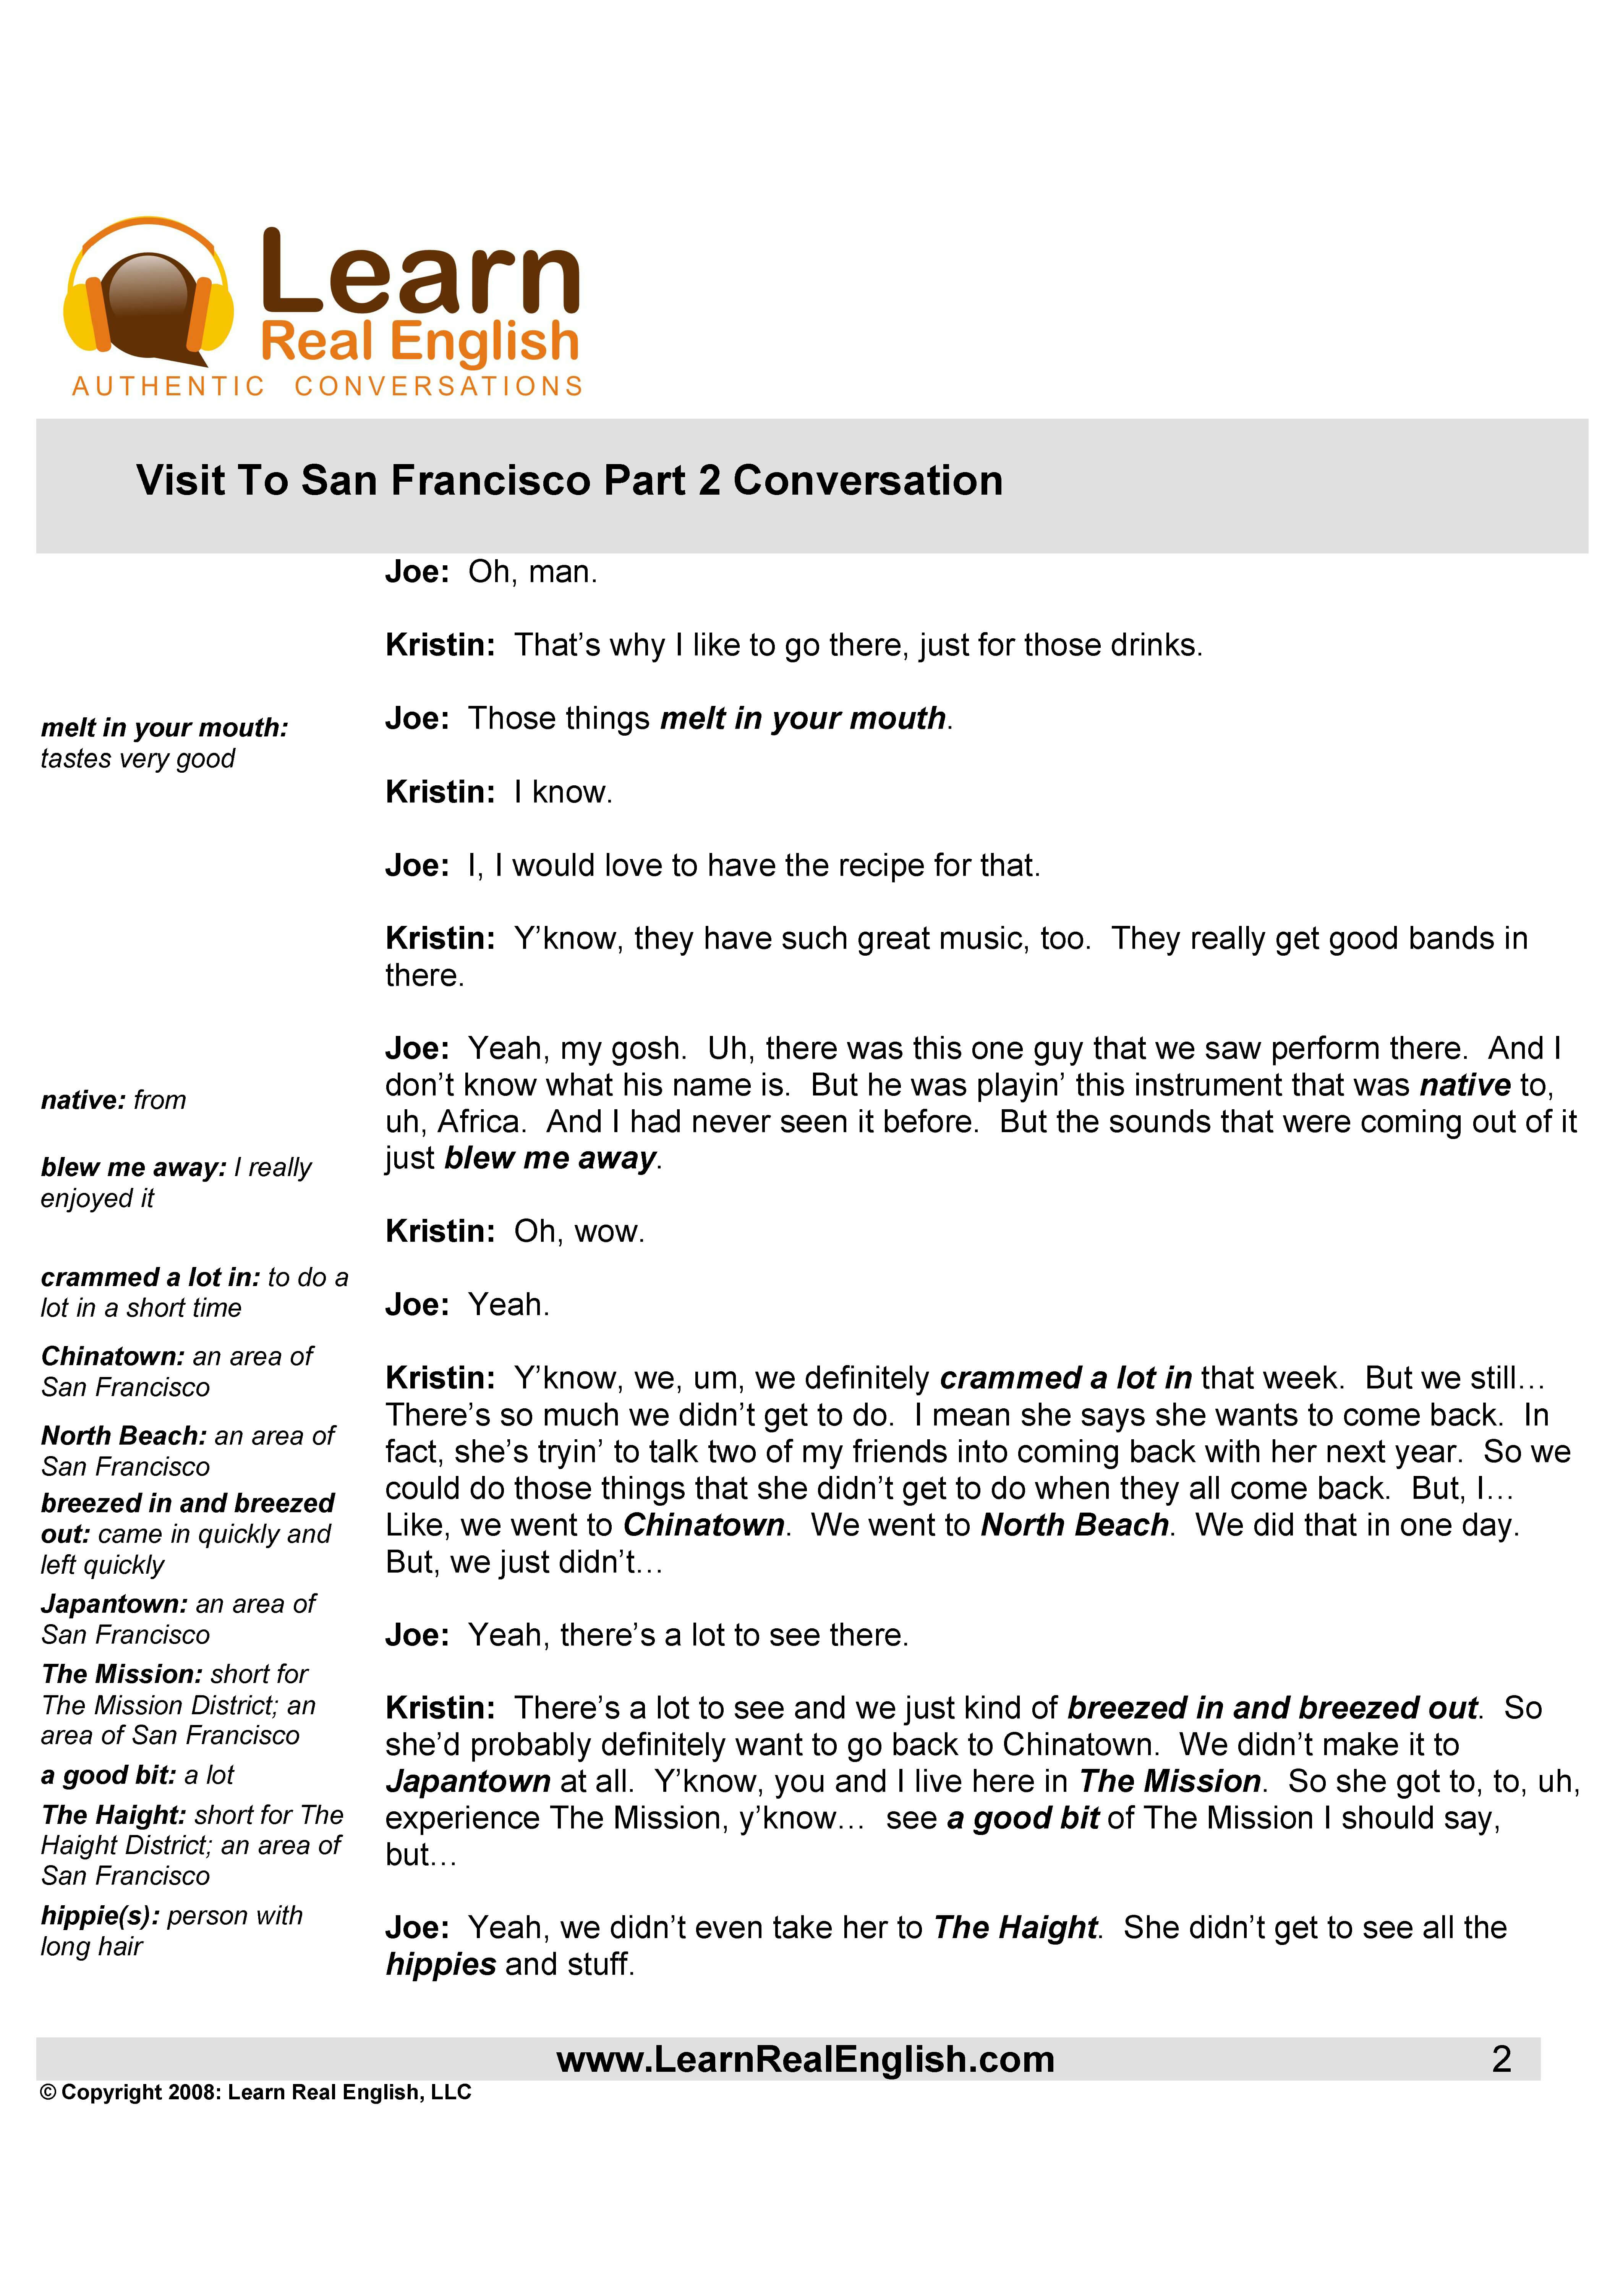 Learn
Real English
AUTHENTIC CONVERSATIONS
Visit To San Francisco Part 2 Conversation
melt in your mouth:
tastes very good
native: from
blew me away: I really
enjoyed it
crammed a lot in: to do a
lot in a short time
Chinatown: an area of
San Francisco
North Beach: an area of
San Francisco
breezed in and breezed
out: came in quickly and
left quickly
Japantown: an area of
San Francisco
The Mission: short for
The Mission District; an
area of San Francisco
a good bit: a lot
The Haight: short for The
Haight District; an area of
San Francisco
hippie(s): person with
long hair
Joe: Oh, man.
Kristin: That’s why I like to go there, just for those drinks.
Joe: Those things melt in your mouth.
Kristin: I know.
Joe: I, I would love to have the recipe for that.
Kristin: Y’know, they have such great music, too. They really get good bands in
there.
Joe: Yeah, my gosh. Uh, there was this one guy that we saw perform there. And I
don’t know what his name is. But he was playin’ this instrument that was native to,
uh, Africa. And I had never seen it before. But the sounds that were coming out of it
just blew me away.
Kristin: Oh, wow.
Joe: Yeah.
Kristin: Y’know, we, um, we definitely crammed a lot in that week. But we still…
There’s so much we didn’t get to do. I mean she says she wants to come back. In
fact, she’s tryin’ to talk two of my friends into coming back with her next year. So we
could do those things that she didn’t get to do when they all come back. But, I…
Like, we went to Chinatown. We went to North Beach. We did that in one day.
But, we just didn’t…
Joe: Yeah, there’s a lot to see there.
Kristin: There’s a lot to see and we just kind of breezed in and breezed out. So
she’d probably definitely want to go back to Chinatown. We didn’t make it to
Japantown at all. Y’know, you and I live here in The Mission. So she got to, to, uh,
experience The Mission, y’know… see a good bit of The Mission I should say,
but…
Joe: Yeah, we didn’t even take her to The Haight. She didn’t get to see all the
hippies and stuff.
www.LearnRealEnglish.com 2
© Copyright 2008: Learn Real English, LLC